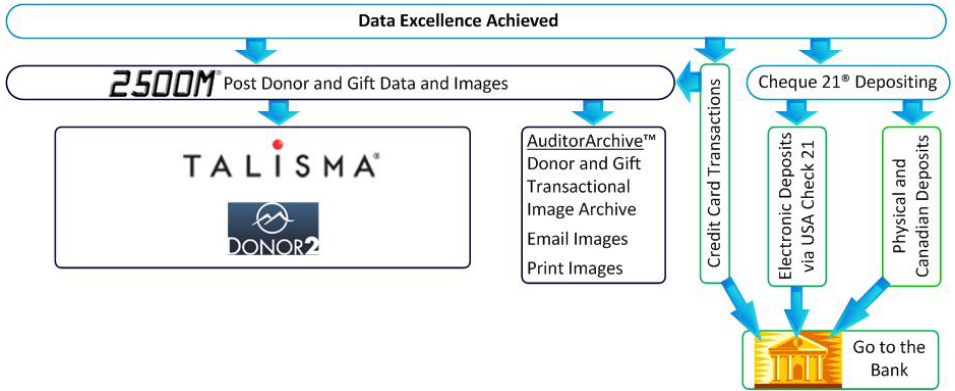 Data Excellence Achieved
2500M® Post Donor and Gift Data and Images
Cheque 21® Depositing
TALISMA®
DONOR2
AuditorArchive™
Donor and Gift
Transactional
Image Archive
Email Images
Print Images
Credit Card Transactions
Electronic Deposits
via USA Check 21
Physical and
Canadian Deposits
Go to the
Bank